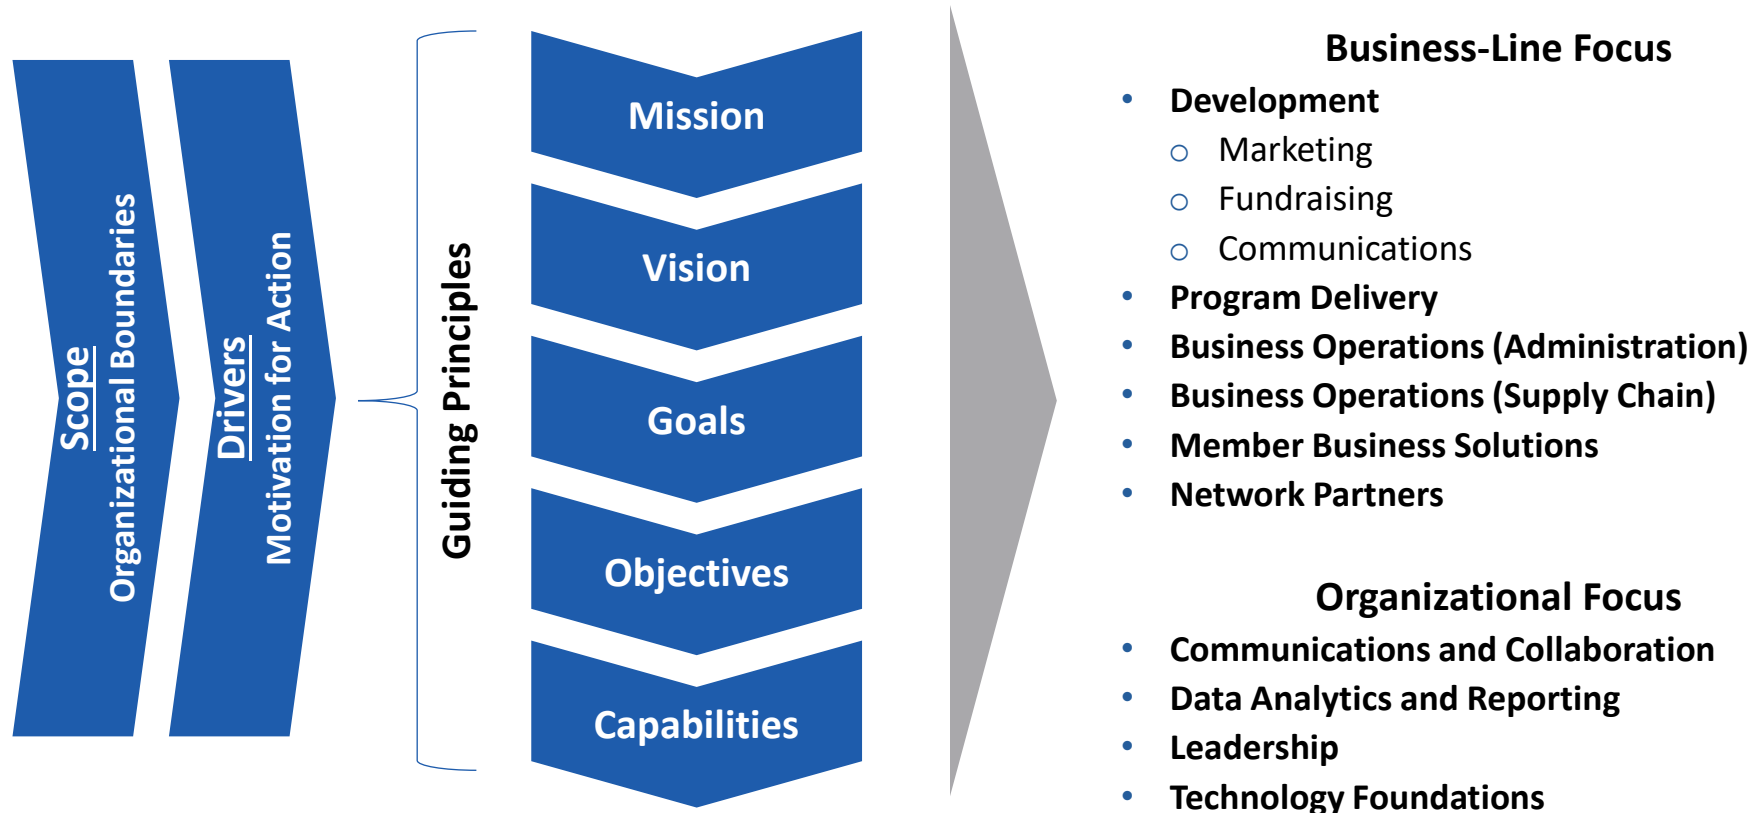 Scope
Organizational Boundaries
Drivers
Motivation for Action
Guiding Principles
Mission
Vision
Goals
Objectives
Capabilities
Business-Line Focus
• Development
o Marketing
o Fundraising
o Communications
• Program Delivery
• Business Operations (Administration)
• Business Operations (Supply Chain)
• Member Business Solutions
• Network Partners
Organizational Focus
• Communications and Collaboration
• Data Analytics and Reporting
• Leadership
• Technology Foundations